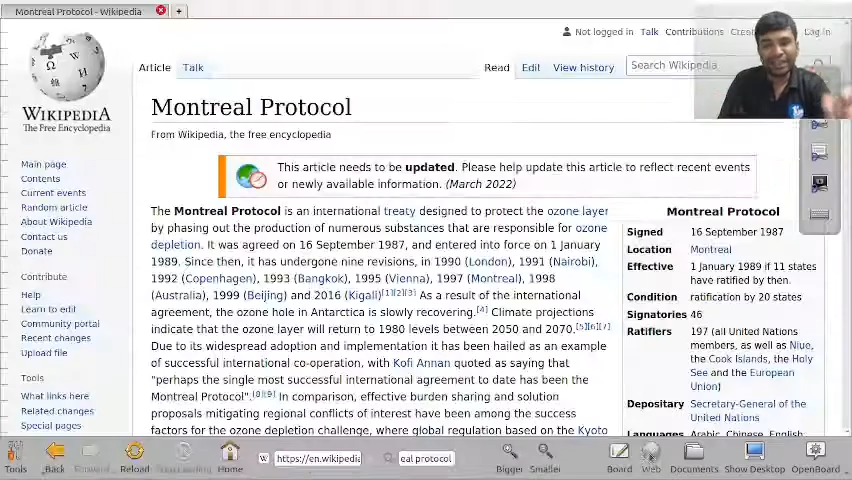 Montreal Protocol - Wikipedia
Not logged in Talk Contributions Log in
Article Talk
Read Edit View history
Search Wikipedia
WIKIPEDIA
The Free Encyclopedia
Montreal Protocol
From Wikipedia, the free encyclopedia
This article needs to be updated. Please help update this article to reflect recent events
or newly available information. (March 2022)
Main page
Contents
Current events
Random article
About Wikipedia
Contact us
Donate
Contribute
Help
Learn to edit
Community portal
Recent changes
Upload file
Tools
What links here
Related changes
Special pages
The Montreal Protocol is an international treaty designed to protect the ozone layer
by phasing out the production of numerous substances that are responsible for ozone
depletion. It was agreed on 16 September 1987, and entered into force on 1 January
1989. Since then, it has undergone nine revisions, in 1990 (London), 1991 (Nairobi),
1992 (Copenhagen), 1993 (Bangkok), 1995 (Vienna), 1997 (Montreal), 1998
(Australia), 1999 (Beijing) and 2016 (Kigali)[1][2][3] As a result of the international
agreement, the ozone hole in Antarctica is slowly recovering.[4] Climate projections
indicate that the ozone layer will return to 1980 levels between 2050 and 2070.[5][6][7]
Due to its widespread adoption and implementation it has been hailed as an example
of successful international co-operation, with Kofi Annan quoted as saying that
"perhaps the single most successful international agreement to date has been the
Montreal Protocol".[8][9] In comparison, effective burden sharing and solution
proposals mitigating regional conflicts of interest have been among the success
factors for the ozone depletion challenge, where global regulation based on the Kyoto
Montreal Protocol
Signed 16 September 1987
Location Montreal
Effective 1 January 1989 if 11 states
have ratified by then.
Condition ratification by 20 states
Signatories 46
Ratifiers 197 (all United Nations
members, as well as Niue,
the Cook Islands, the Holy
See and the European
Union)
Depositary Secretary-General of the
United Nations
Languages Arabic, Chinese, English,
Tools Back Forward Reload Home
W https://en.wikipedia
eal protocol
Bigger Smaller Board Web Documents Show Desktop OpenBoard